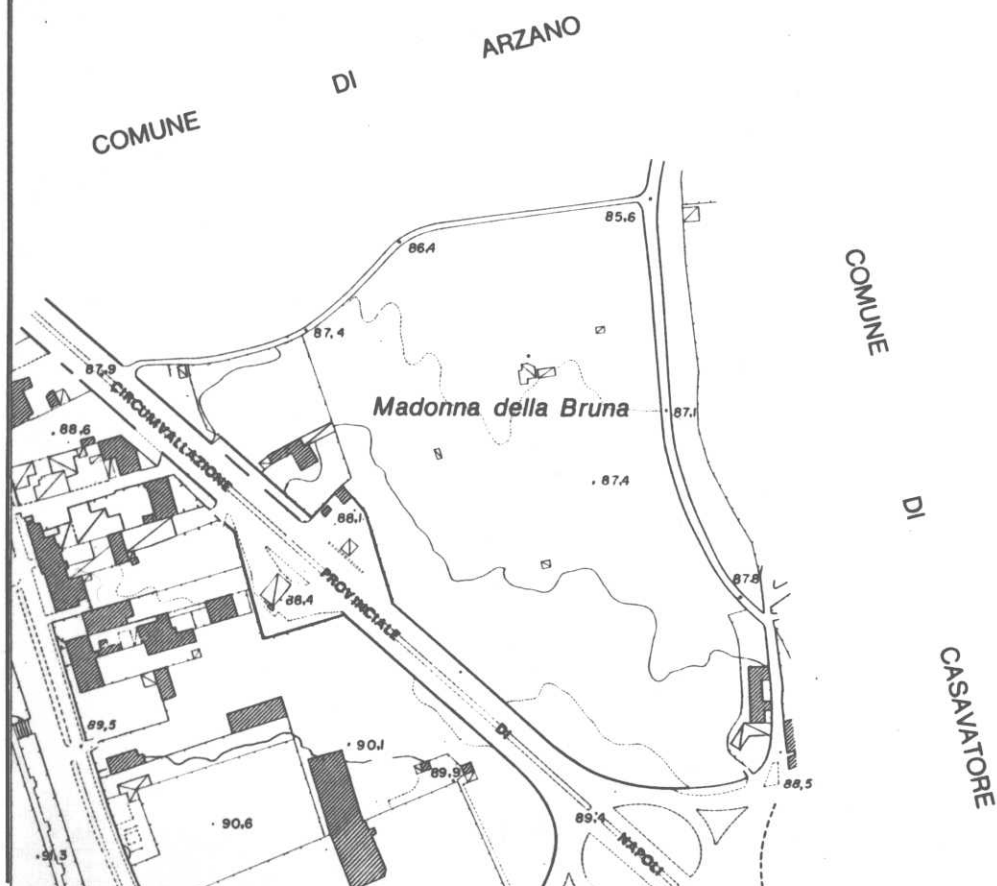 COMUNE DI ARZANO
COMUNE DI CASAVATORE
85.6
86.4
87.4
87.9
CIRCUMVALLAZIONE
88.6
Madonna della Bruna
87.1
87.4
88.1
87.8
88.4
PROVINCIALE
89,5
DI
90.1
89.9
88,5
89.4
90.6
NAPOLI
91.3